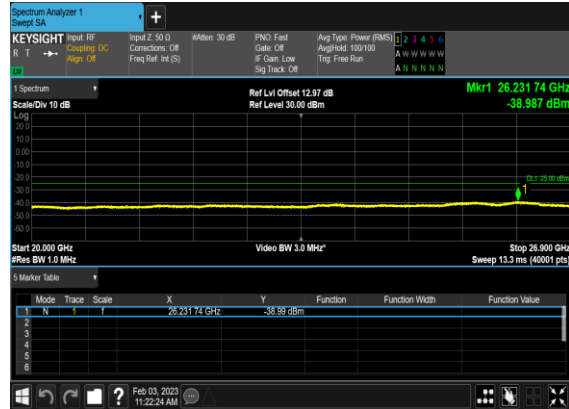 Spectrum Analyzer 1
Swept SA
+
KEYSIGHT Input: RF Input Z: 50 Ω #Atten: 30 dB PNO: Fast Avg Type: Power (RMS) 1 2 3 4 5 6
R T Coupling: DC Corrections: Off Gate: Off Avg|Hold: 100/100 A W W W W W
Align: Off Freq Ref: Int (S) IF Gain: Low Trig: Free Run
Sig Track: Off A N N N N N
1 Spectrum Ref Lvl Offset 12.97 dB Mkr1 26.231 74 GHz
Scale/Div 10 dB Ref Level 30.00 dBm -38.987 dBm
Log
20.0
10.0
0.00
-10.0
-20.0
DL1 -25.00 dBm
-30.0
1
-40.0
-50.0
-60.0
Start 20.000 GHz Video BW 3.0 MHz* Stop 26.900 GHz
#Res BW 1.0 MHz Sweep 13.3 ms (40001 pts)
5 Marker Table
Mode Trace Scale X Y Function Function Width Function Value
1 N 1 f 26.231 74 GHz -38.99 dBm
2
3
4
5
6
? Feb 03, 2023
11:22:24 AM